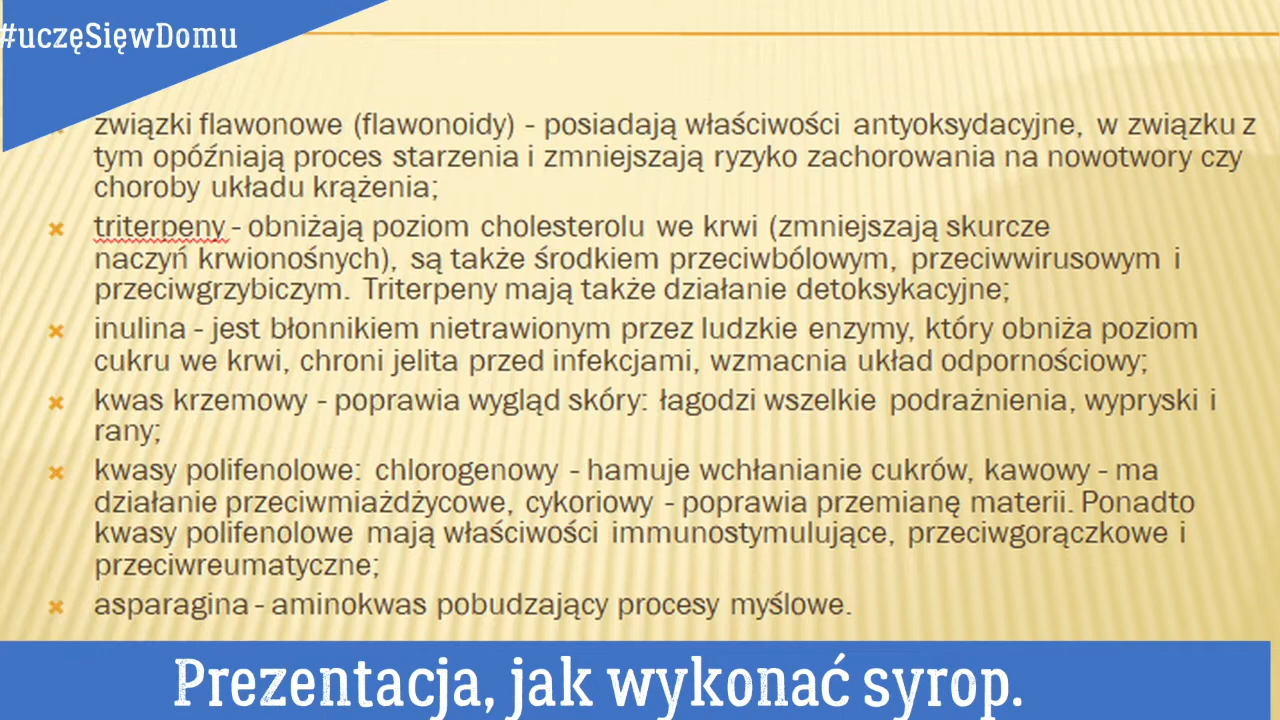 #uczęSięwDomu
związki flawonowe (flawonoidy) - posiadają właściwości antyoksydacyjne, w związku z
tym opóźniają proces starzenia i zmniejszają ryzyko zachorowania na nowotwory czy
choroby układu krążenia;
triterpeny - obniżają poziom cholesterolu we krwi (zmniejszają skurcze
naczyń krwionośnych), są także środkiem przeciwbólowym, przeciwwirusowym i
przeciwgrzybiczym. Triterpeny mają także działanie detoksykacyjne;
inulina - jest błonnikiem nietrawionym przez ludzkie enzymy, który obniża poziom
cukru we krwi, chroni jelita przed infekcjami, wzmacnia układ odpornościowy;
kwas krzemowy - poprawia wygląd skóry: łagodzi wszelkie podrażnienia, wypryski i
rany;
kwasy polifenolowe: chlorogenowy - hamuje wchłanianie cukrów, kawowy - ma
działanie przeciwmiażdżycowe, cykoriowy - poprawia przemianę materii. Ponadto
kwasy polifenolowe mają właściwości immunostymulujące, przeciwgorączkowe i
przeciwreumatyczne;
asparagina - aminokwas pobudzający procesy myślowe.
Prezentacja, jak wykonać syrop.